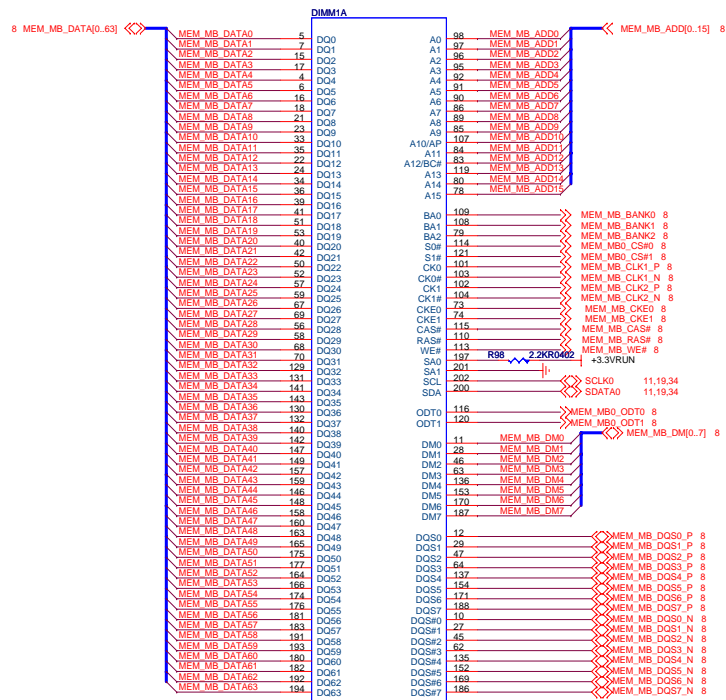 DIMM1A
8 MEM_MB_DATA[0..63]
MEM_MB_DATA0 5 DQ0
MEM_MB_DATA1 7 DQ1
MEM_MB_DATA2 15 DQ2
MEM_MB_DATA3 17 DQ3
MEM_MB_DATA4 4 DQ4
MEM_MB_DATA5 6 DQ5
MEM_MB_DATA6 16 DQ6
MEM_MB_DATA7 18 DQ7
MEM_MB_DATA8 21 DQ8
MEM_MB_DATA9 23 DQ9
MEM_MB_DATA10 33 DQ10
MEM_MB_DATA11 35 DQ11
MEM_MB_DATA12 22 DQ12
MEM_MB_DATA13 24 DQ13
MEM_MB_DATA14 34 DQ14
MEM_MB_DATA15 36 DQ15
MEM_MB_DATA16 39 DQ16
MEM_MB_DATA17 41 DQ17
MEM_MB_DATA18 51 DQ18
MEM_MB_DATA19 53 DQ19
MEM_MB_DATA20 40 DQ20
MEM_MB_DATA21 42 DQ21
MEM_MB_DATA22 50 DQ22
MEM_MB_DATA23 52 DQ23
MEM_MB_DATA24 57 DQ24
MEM_MB_DATA25 59 DQ25
MEM_MB_DATA26 67 DQ26
MEM_MB_DATA27 69 DQ27
MEM_MB_DATA28 56 DQ28
MEM_MB_DATA29 58 DQ29
MEM_MB_DATA30 68 DQ30
MEM_MB_DATA31 70 DQ31
MEM_MB_DATA32 129 DQ32
MEM_MB_DATA33 131 DQ33
MEM_MB_DATA34 141 DQ34
MEM_MB_DATA35 143 DQ35
MEM_MB_DATA36 130 DQ36
MEM_MB_DATA37 132 DQ37
MEM_MB_DATA38 140 DQ38
MEM_MB_DATA39 142 DQ39
MEM_MB_DATA40 147 DQ40
MEM_MB_DATA41 149 DQ41
MEM_MB_DATA42 157 DQ42
MEM_MB_DATA43 159 DQ43
MEM_MB_DATA44 146 DQ44
MEM_MB_DATA45 148 DQ45
MEM_MB_DATA46 158 DQ46
MEM_MB_DATA47 160 DQ47
MEM_MB_DATA48 163 DQ48
MEM_MB_DATA49 165 DQ49
MEM_MB_DATA50 175 DQ50
MEM_MB_DATA51 177 DQ51
MEM_MB_DATA52 164 DQ52
MEM_MB_DATA53 166 DQ53
MEM_MB_DATA54 174 DQ54
MEM_MB_DATA55 176 DQ55
MEM_MB_DATA56 181 DQ56
MEM_MB_DATA57 183 DQ57
MEM_MB_DATA58 191 DQ58
MEM_MB_DATA59 193 DQ59
MEM_MB_DATA60 180 DQ60
MEM_MB_DATA61 182 DQ61
MEM_MB_DATA62 192 DQ62
MEM_MB_DATA63 194 DQ63
MEM_MB_ADD[0..15] 8
A0 98 MEM_MB_ADD0
A1 97 MEM_MB_ADD1
A2 96 MEM_MB_ADD2
A3 95 MEM_MB_ADD3
A4 92 MEM_MB_ADD4
A5 91 MEM_MB_ADD5
A6 90 MEM_MB_ADD6
A7 86 MEM_MB_ADD7
A8 89 MEM_MB_ADD8
A9 85 MEM_MB_ADD9
A10/AP 107 MEM_MB_ADD10
A11 84 MEM_MB_ADD11
A12/BC# 83 MEM_MB_ADD12
A13 119 MEM_MB_ADD13
A14 80 MEM_MB_ADD14
A15 78 MEM_MB_ADD15
BA0 109 MEM_MB_BANK0 8
BA1 108 MEM_MB_BANK1 8
BA2 79 MEM_MB_BANK2 8
S0# 114 MEM_MB0_CS#0 8
S1# 121 MEM_MB0_CS#1 8
CK0 101 MEM_MB_CLK1_P 8
CK0# 103 MEM_MB_CLK1_N 8
CK1 102 MEM_MB_CLK2_P 8
CK1# 104 MEM_MB_CLK2_N 8
CKE0 73 MEM_MB_CKE0 8
CKE1 74 MEM_MB_CKE1 8
CAS# 115 MEM_MB_CAS# 8
RAS# 110 MEM_MB_RAS# 8
WE# 113 MEM_MB_WE# 8
SA0 197 R98 2.2KR0402 +3.3VRUN
SA1 201
SCL 202 SCLK0 11,19,34
SDA 200 SDATA0 11,19,34
ODT0 116 MEM_MB0_ODT0 8
ODT1 120 MEM_MB0_ODT1 8
MEM_MB_DM[0..7] 8
DM0 11 MEM_MB_DM0
DM1 28 MEM_MB_DM1
DM2 46 MEM_MB_DM2
DM3 63 MEM_MB_DM3
DM4 136 MEM_MB_DM4
DM5 153 MEM_MB_DM5
DM6 170 MEM_MB_DM6
DM7 187 MEM_MB_DM7
DQS0 12 MEM_MB_DQS0_P 8
DQS1 29 MEM_MB_DQS1_P 8
DQS2 47 MEM_MB_DQS2_P 8
DQS3 64 MEM_MB_DQS3_P 8
DQS4 137 MEM_MB_DQS4_P 8
DQS5 154 MEM_MB_DQS5_P 8
DQS6 171 MEM_MB_DQS6_P 8
DQS7 188 MEM_MB_DQS7_P 8
DQS#0 10 MEM_MB_DQS0_N 8
DQS#1 27 MEM_MB_DQS1_N 8
DQS#2 45 MEM_MB_DQS2_N 8
DQS#3 62 MEM_MB_DQS3_N 8
DQS#4 135 MEM_MB_DQS4_N 8
DQS#5 152 MEM_MB_DQS5_N 8
DQS#6 169 MEM_MB_DQS6_N 8
DQS#7 186 MEM_MB_DQS7_N 8